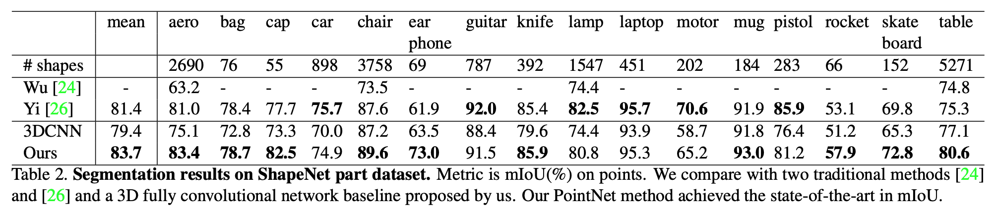 mean aero bag cap car chair ear guitar knife lamp laptop motor mug pistol rocket skate table
phone board
# shapes 2690 76 55 898 3758 69 787 392 1547 451 202 184 283 66 152 5271
Wu [24] - 63.2 - - - 73.5 - - - 74.4 - - - - - - 74.8
Yi [26] 81.4 81.0 78.4 77.7 75.7 87.6 61.9 92.0 85.4 82.5 95.7 70.6 91.9 85.9 53.1 69.8 75.3
3DCNN 79.4 75.1 72.8 73.3 70.0 87.2 63.5 88.4 79.6 74.4 93.9 58.7 91.8 76.4 51.2 65.3 77.1
Ours 83.7 83.4 78.7 82.5 74.9 89.6 73.0 91.5 85.9 80.8 95.3 65.2 93.0 81.2 57.9 72.8 80.6
Table 2. Segmentation results on ShapeNet part dataset. Metric is mIoU(%) on points. We compare with two traditional methods [24]
and [26] and a 3D fully convolutional network baseline proposed by us. Our PointNet method achieved the state-of-the-art in mIoU.